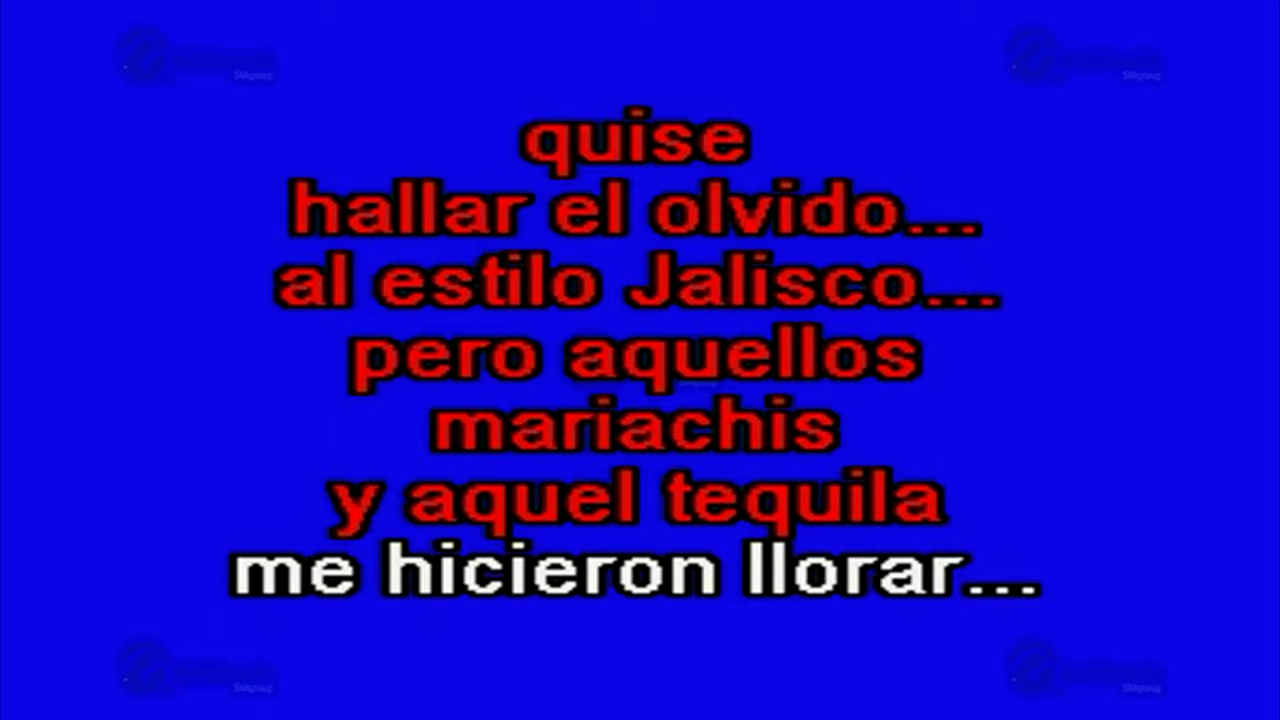 quise
hallar el olvido...
al estilo Jalisco...
pero aquellos
mariachis
y aquel tequila
me hicieron llorar...